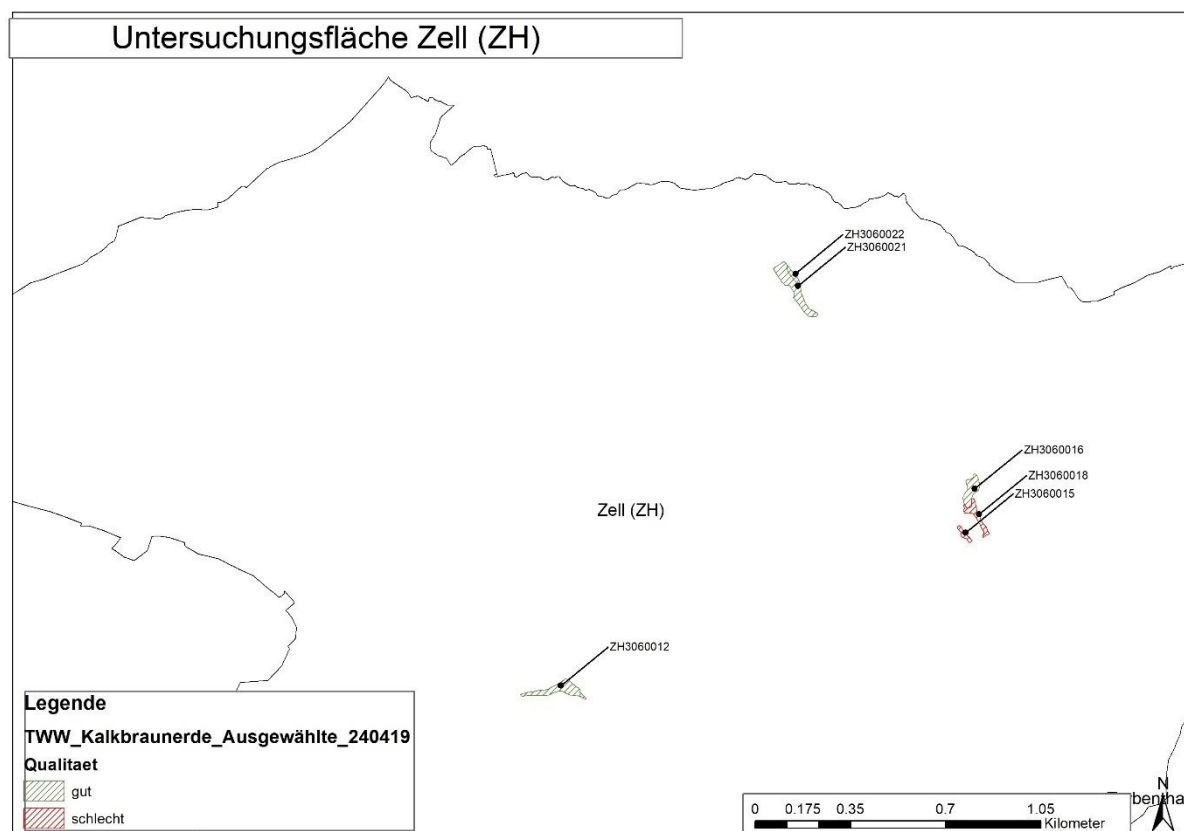 Untersuchungsfläche Zell (ZH)
ZH3060022
ZH3060021
ZH3060016
ZH3060018
ZH3060015
Zell (ZH)
ZH3060012
Legende
TWW_Kalkbraunerde_Ausgewählte_240419
Qualitaet
gut
schlecht
N
0 0.175 0.35 0.7 1.05
Kilometer